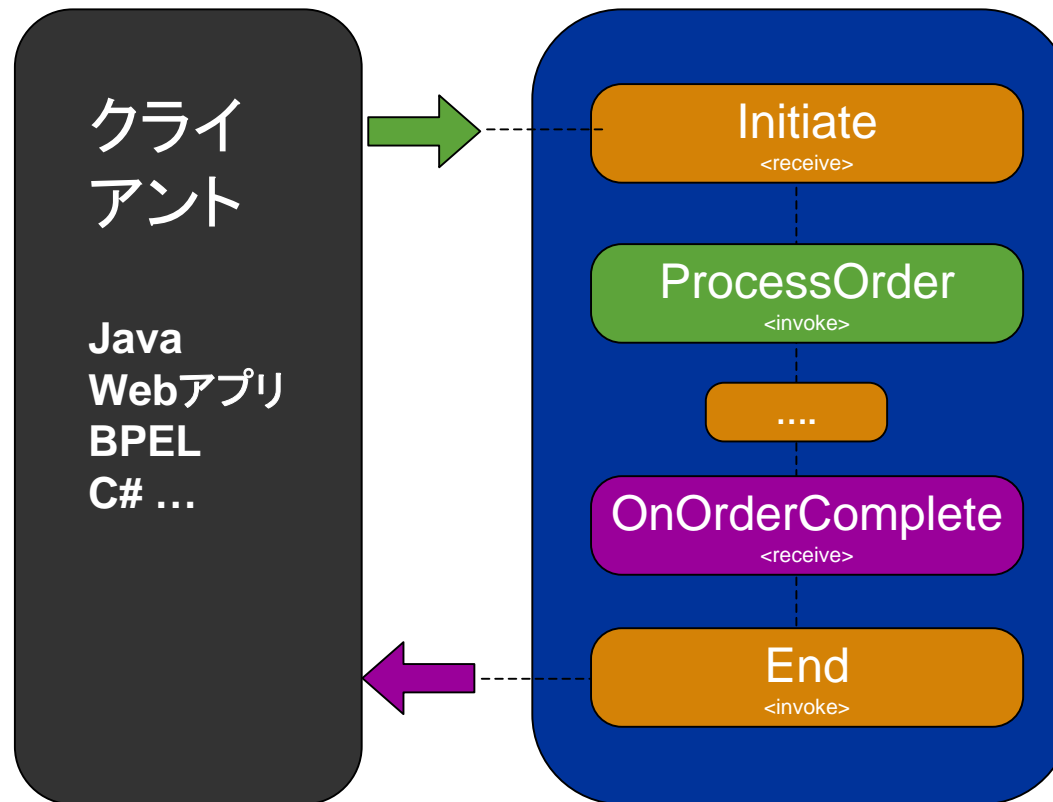 クライ
アント
Java
Webアプリ
BPEL
C# …
Initiate
<receive>
ProcessOrder
<invoke>
....
OnOrderComplete
<receive>
End
<invoke>